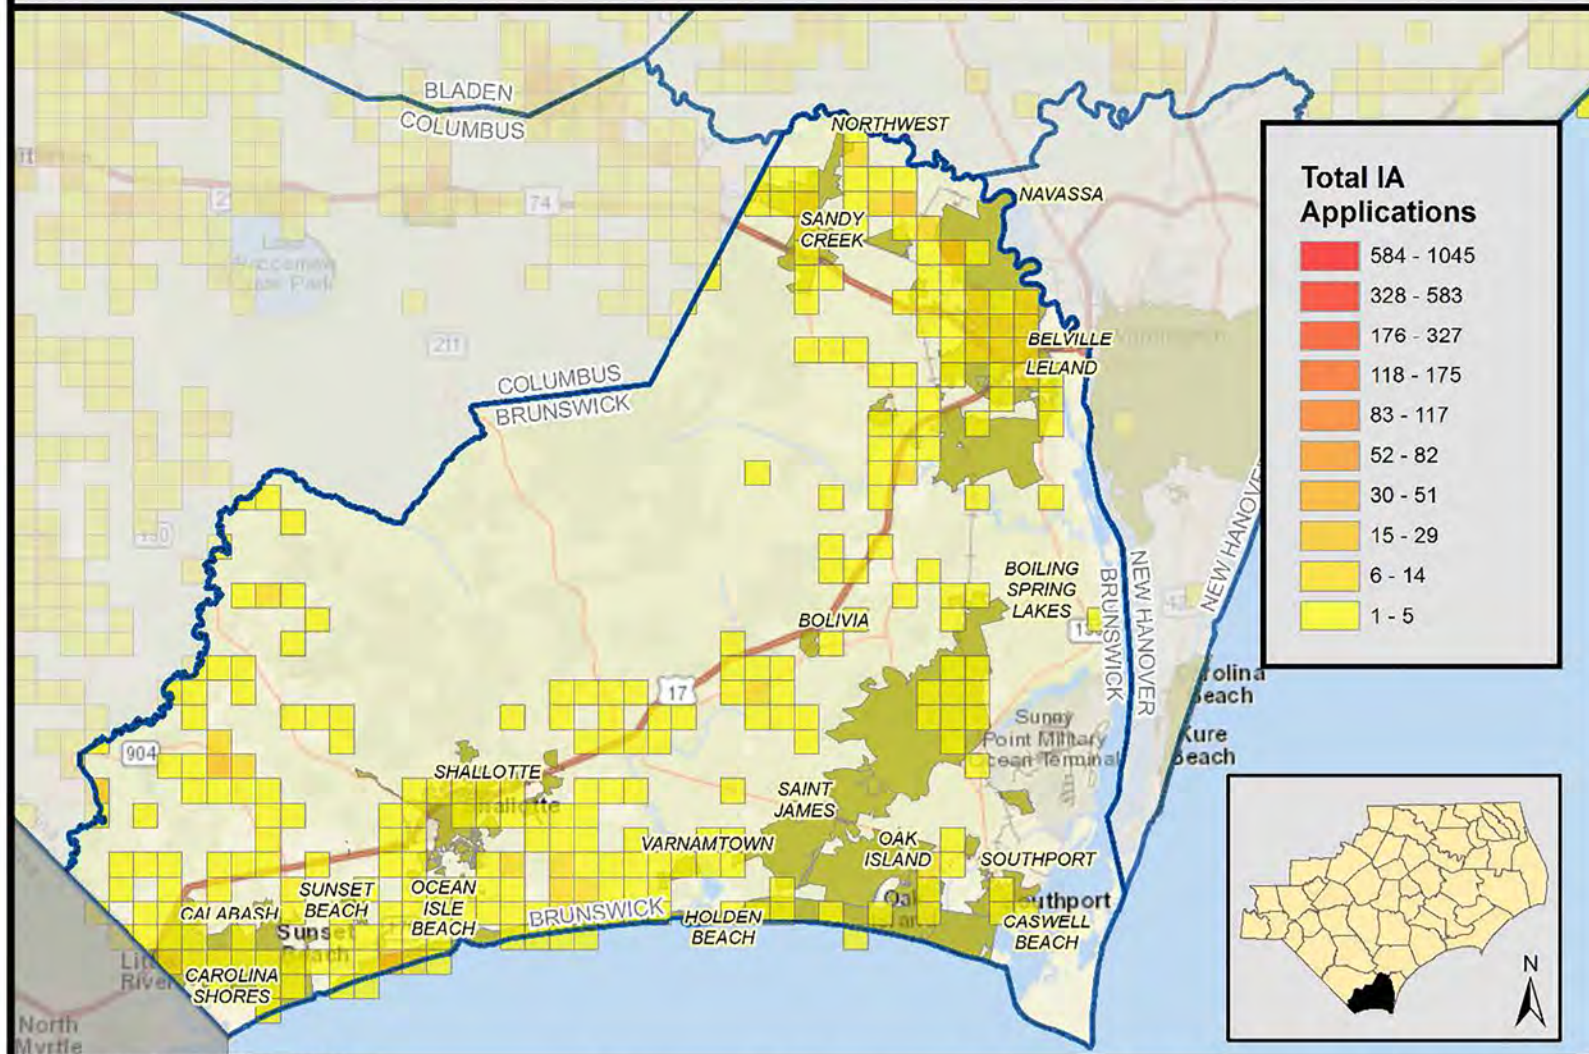 BLADEN
COLUMBUS
NORTHWEST
NAVASSA
74
SANDY
CREEK
211
BELVILLE
LELAND
COLUMBUS
BRUNSWICK
BOILING
SPRING
LAKES
BOLIVIA
NEW HANOVER
BRUNSWICK
NEW HANOVER
17
904
Sunny
Point Military
Ocean Terminal
Beach
Kure
Beach
SHALLOTTE
Shallotte
SAINT
JAMES
VARNAMTOWN
OAK
ISLAND
SOUTHPORT
Southport
CASWELL
BEACH
SUNSET
BEACH
OCEAN
ISLE
BEACH
CALABASH
Sunset
Beach
BRUNSWICK
HOLDEN
BEACH
CAROLINA
SHORES
River
North
Myrtle
Total IA
Applications
584 - 1045
328 - 583
176 - 327
118 - 175
83 - 117
52 - 82
30 - 51
15 - 29
6 - 14
1 - 5
N